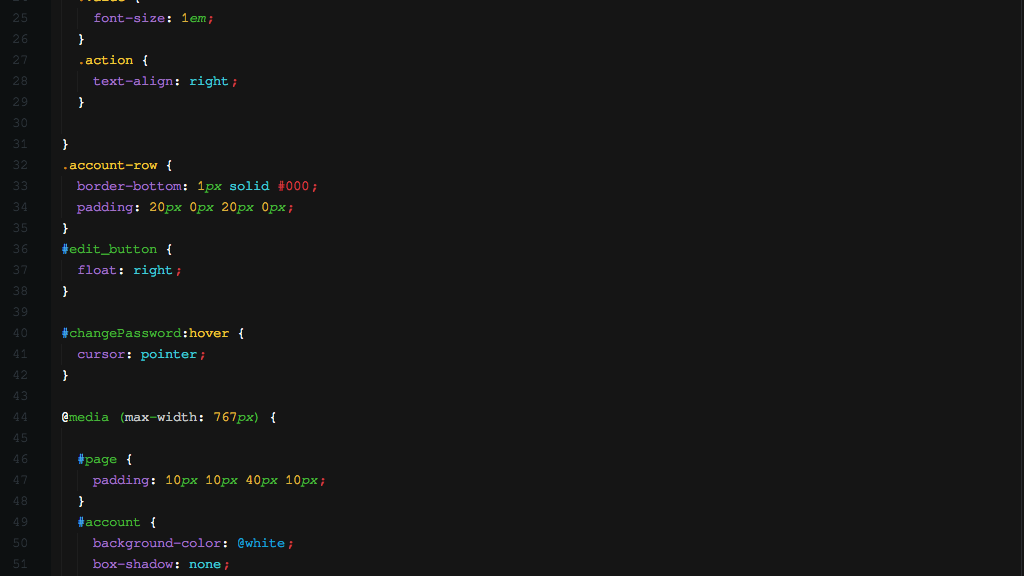 25 font-size: 1em;
26 }
27 .action {
28 text-align: right;
29 }
30
31 }
32 .account-row {
33 border-bottom: 1px solid #000;
34 padding: 20px 0px 20px 0px;
35 }
36 #edit_button {
37 float: right;
38 }
39
40 #changePassword:hover {
41 cursor: pointer;
42 }
43
44 @media (max-width: 767px) {
45
46 #page {
47 padding: 10px 10px 40px 10px;
48 }
49 #account {
50 background-color: @white;
51 box-shadow: none;